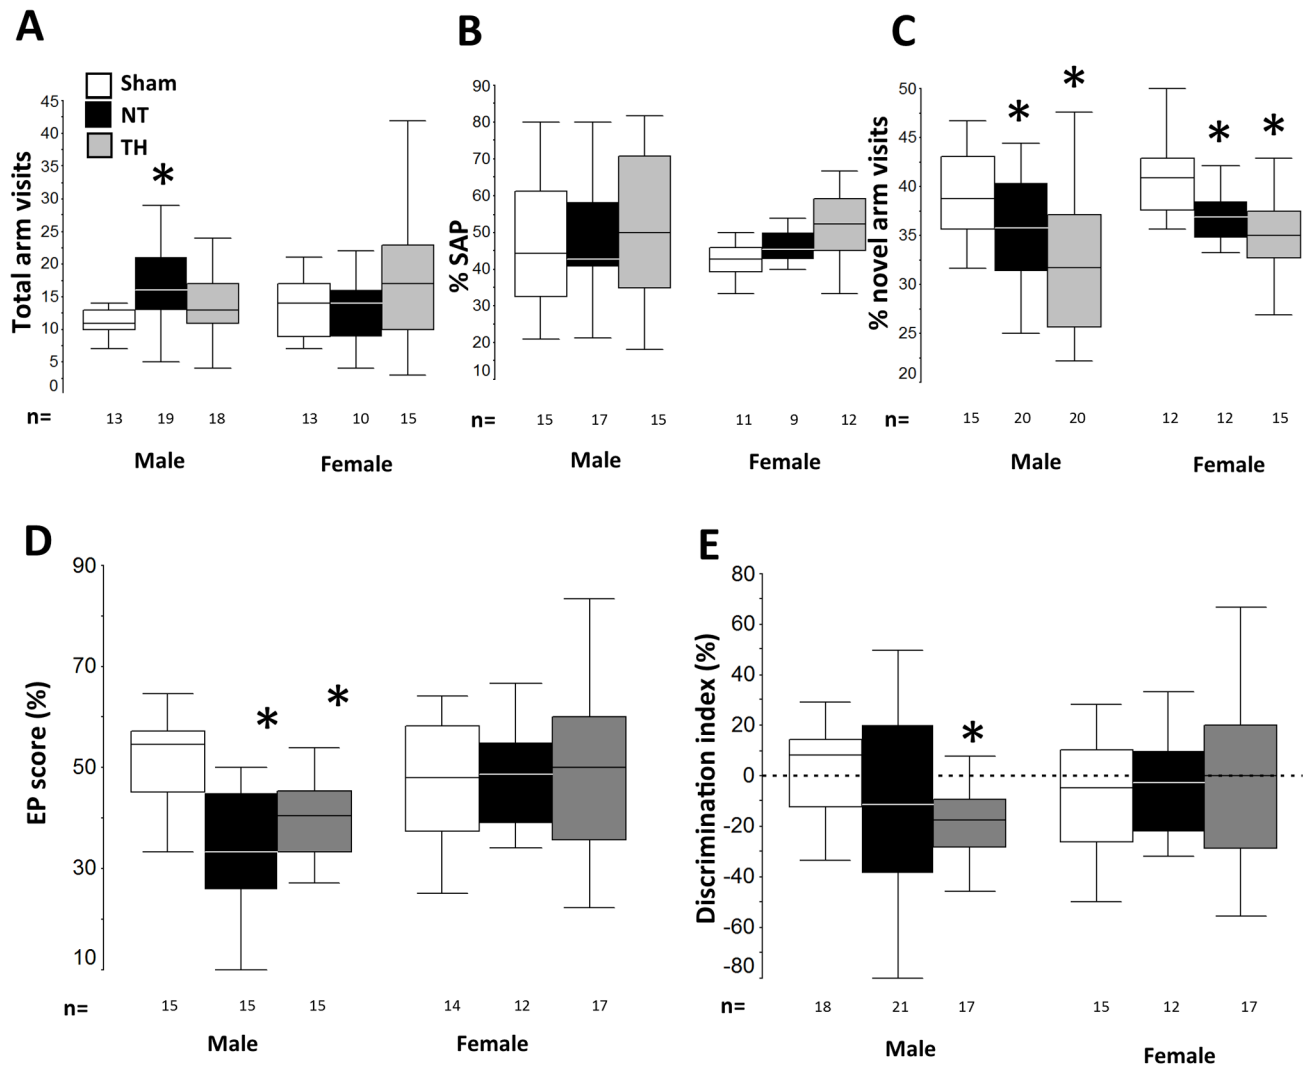 A
Sham
NT
TH
*
Total arm visits
45
40
35
30
25
20
15
10
5
0
n= 13 19 18 13 10 15
Male Female
B
% SAP
90
80
70
60
50
40
30
20
10
n= 15 17 15 11 9 12
Male Female
C
* * * *
% novel arm visits
50
45
40
35
30
25
20
n= 15 20 20 12 12 15
Male Female
D
* *
EP score (%)
90
70
50
30
10
n= 15 15 15 14 12 17
Male Female
E
*
Discrimination index (%)
80
60
40
20
0
-20
-40
-60
-80
n= 18 21 17 15 12 17
Male Female